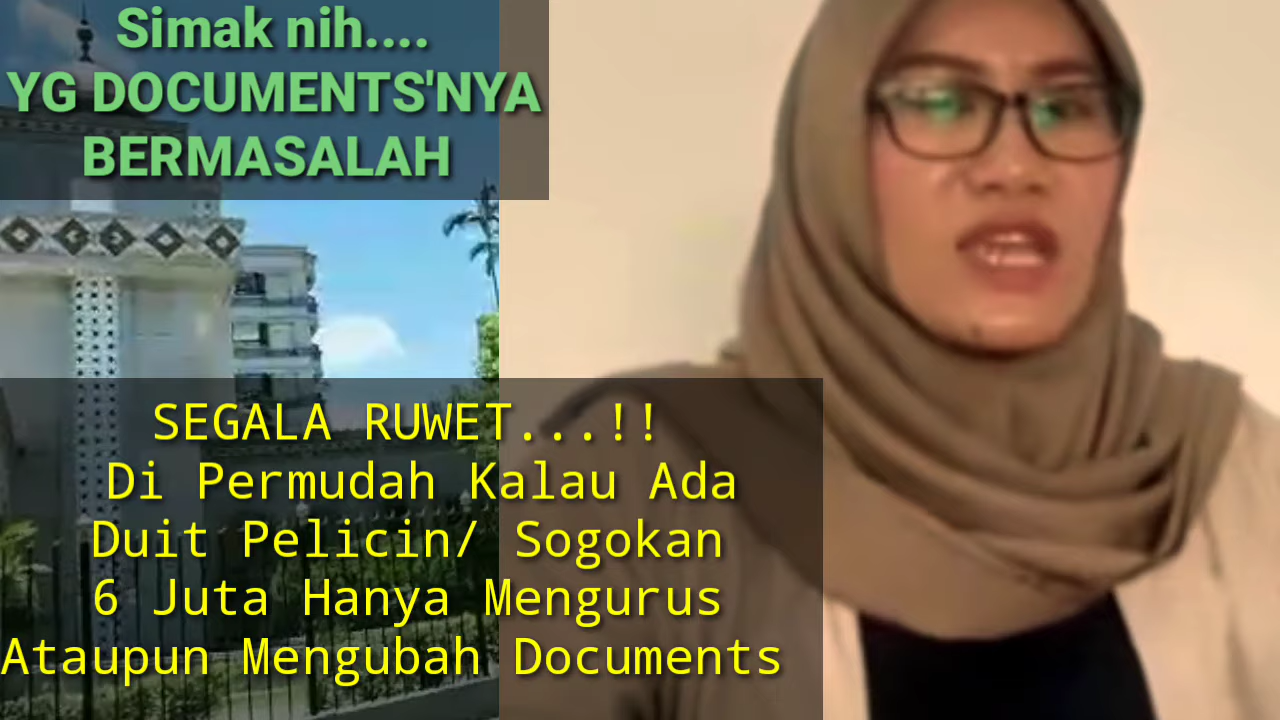 Simak nih....
YG DOCUMENTS'NYA
BERMASALAH
SEGALA RUWET...!!
Di Permudah Kalau Ada
Duit Pelicin/ Sogokan
6 Juta Hanya Mengurus
Ataupun Mengubah Documents